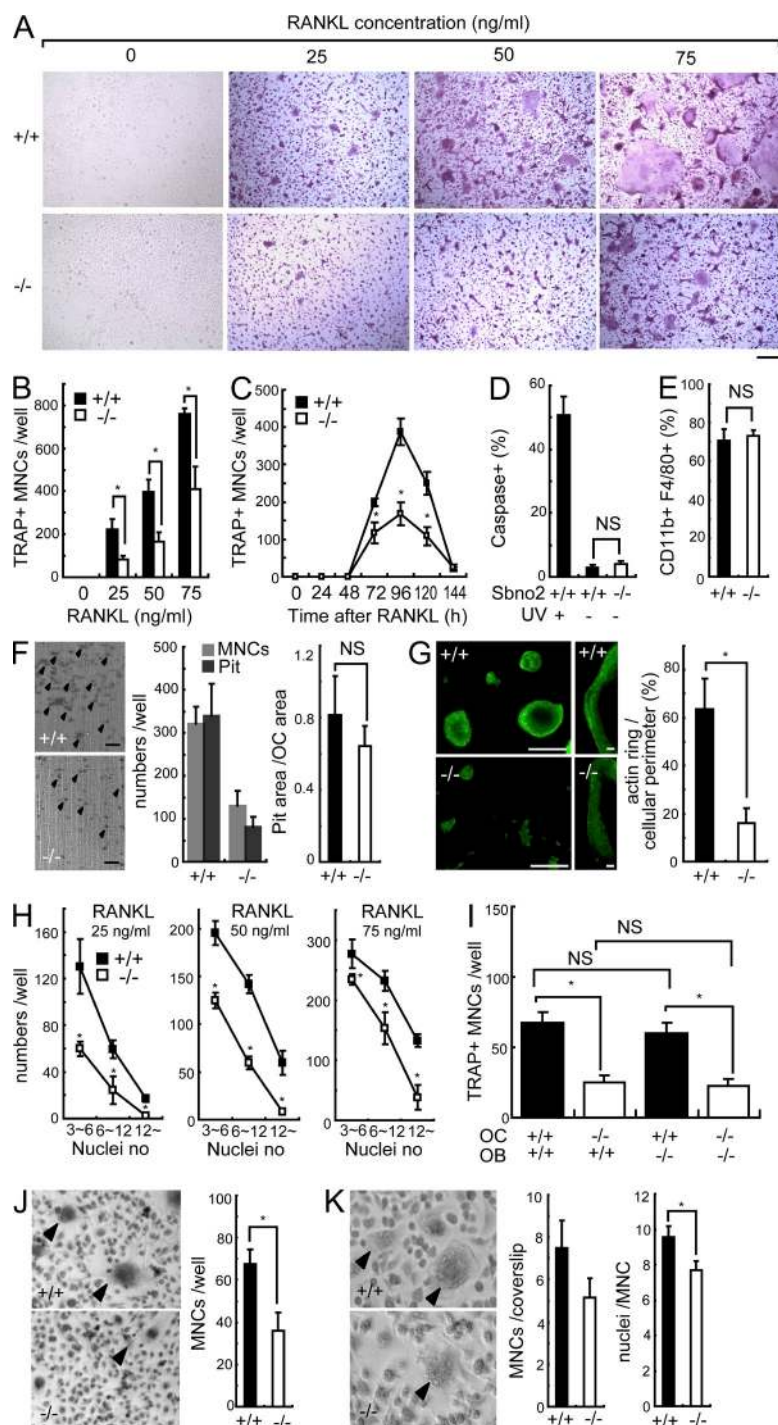 A
RANKL concentration (ng/ml)
0 25 50 75
+/+
-/-
B
TRAP+ MNCs /well
800
600
400
200
0
+/+
-/-
* * *
0 25 50 75
RANKL (ng/ml)
C
TRAP+ MNCs /well
500
400
300
200
100
0
+/+
-/-
* * *
0 24 48 72 96 120 144
Time after RANKL (h)
D
Caspase+ (%)
60
40
20
0
NS
Sbno2 +/+ +/+ -/-
UV + - -
E
CD11b+ F4/80+ (%)
100
80
60
40
20
0
NS
+/+ -/-
F
+/+
-/-
numbers /well
500
400
300
200
100
0
MNCs
Pit
+/+ -/-
Pit area /OC area
1.2
0.8
0.4
0
NS
+/+ -/-
G
+/+ +/+
-/- -/-
actin ring /
cellular perimeter (%)
80
60
40
20
0
*
+/+ -/-
H
numbers /well
RANKL
25 ng/ml
160
120
80
40
0
+/+
-/-
* * *
3~6 6~12 12~
Nuclei no
RANKL
50 ng/ml
200
150
100
50
0
* * *
3~6 6~12 12~
Nuclei no
RANKL
75 ng/ml
300
200
100
0
* * *
3~6 6~12 12~
Nuclei no
I
TRAP+ MNCs /well
100
75
50
25
0
NS
NS
* *
OC +/+ -/- +/+ -/-
OB +/+ +/+ -/- -/-
J
+/+
-/-
MNCs /well
100
80
60
40
20
0
*
+/+ -/-
K
+/+
-/-
MNCs /coverslip
10
8
6
4
2
0
+/+ -/-
nuclei /MNC
12
10
8
6
4
2
0
*
+/+ -/-